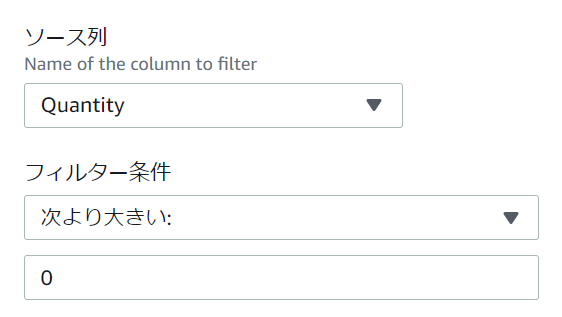 ソース列
Name of the column to filter
Quantity
フィルター条件
次より大きい:
0